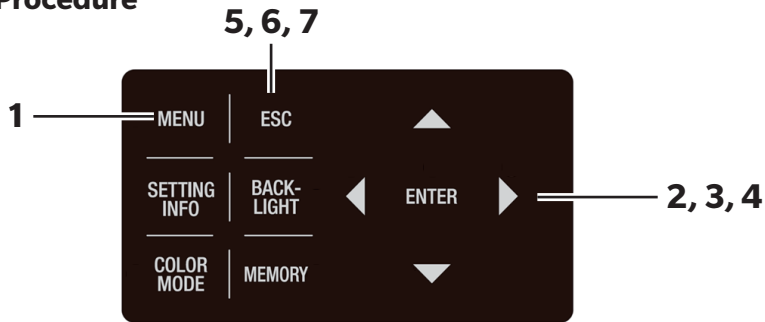 Procedure
5, 6, 7
1
MENU
ESC
SETTING
INFO
BACK-
LIGHT
ENTER
2, 3, 4
COLOR
MODE
MEMORY